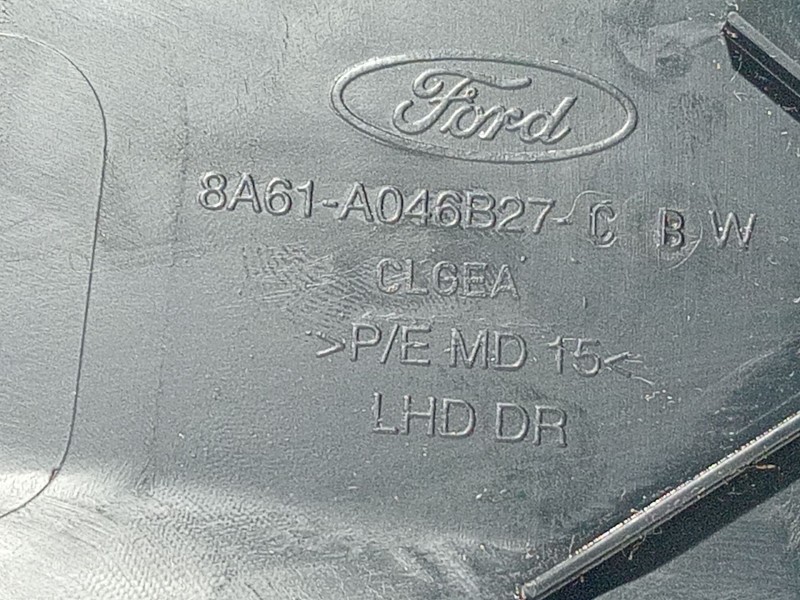 Ford
8A61-A046B27-C B W
CLGEA
>P/E MD 15<
LHD DR